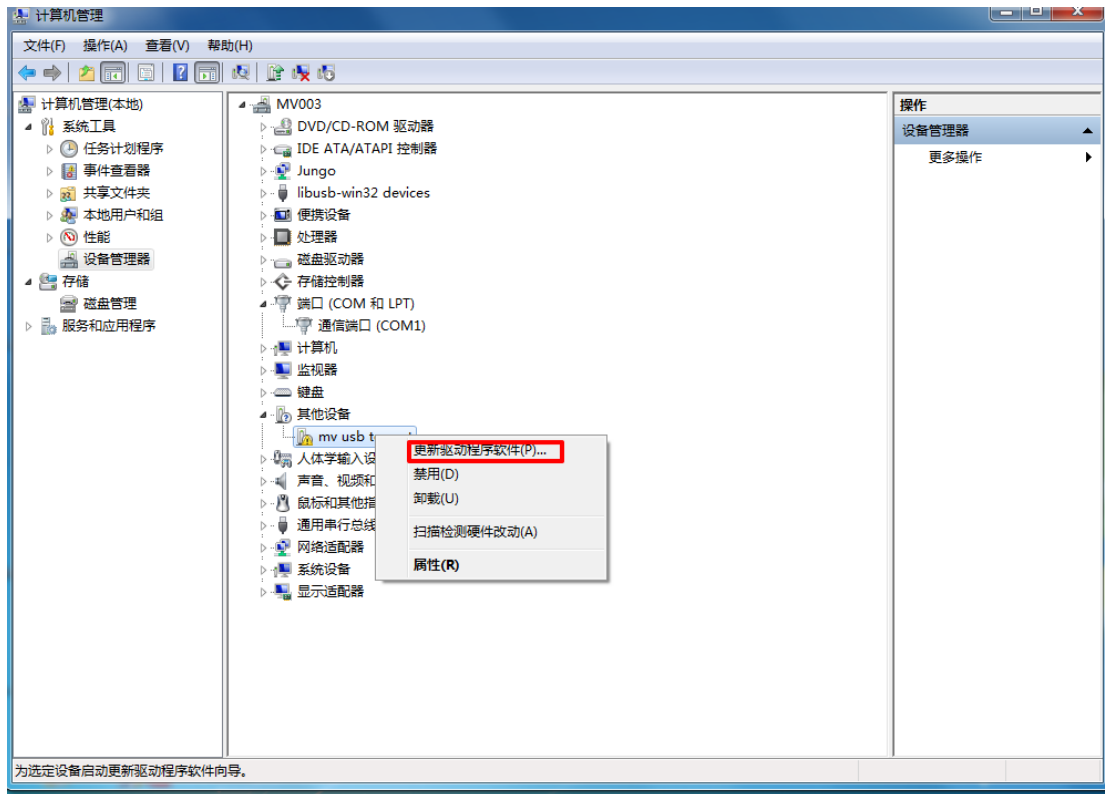 计算机管理
文件(F) 操作(A) 查看(V) 帮助(H)
计算机管理(本地)
系统工具
任务计划程序
事件查看器
共享文件夹
本地用户和组
性能
设备管理器
存储
磁盘管理
服务和应用程序
MV003
DVD/CD-ROM 驱动器
IDE ATA/ATAPI 控制器
Jungo
libusb-win32 devices
便携设备
处理器
磁盘驱动器
存储控制器
端口 (COM 和 LPT)
通信端口 (COM1)
计算机
监视器
键盘
其他设备
mv usb
人体学输入设
声音、视频和
鼠标和其他指
通用串行总线
网络适配器
系统设备
显示适配器
更新驱动程序软件(P)...
禁用(D)
卸载(U)
扫描检测硬件改动(A)
属性(R)
操作
设备管理器
更多操作
为选定设备启动更新驱动程序软件向导。